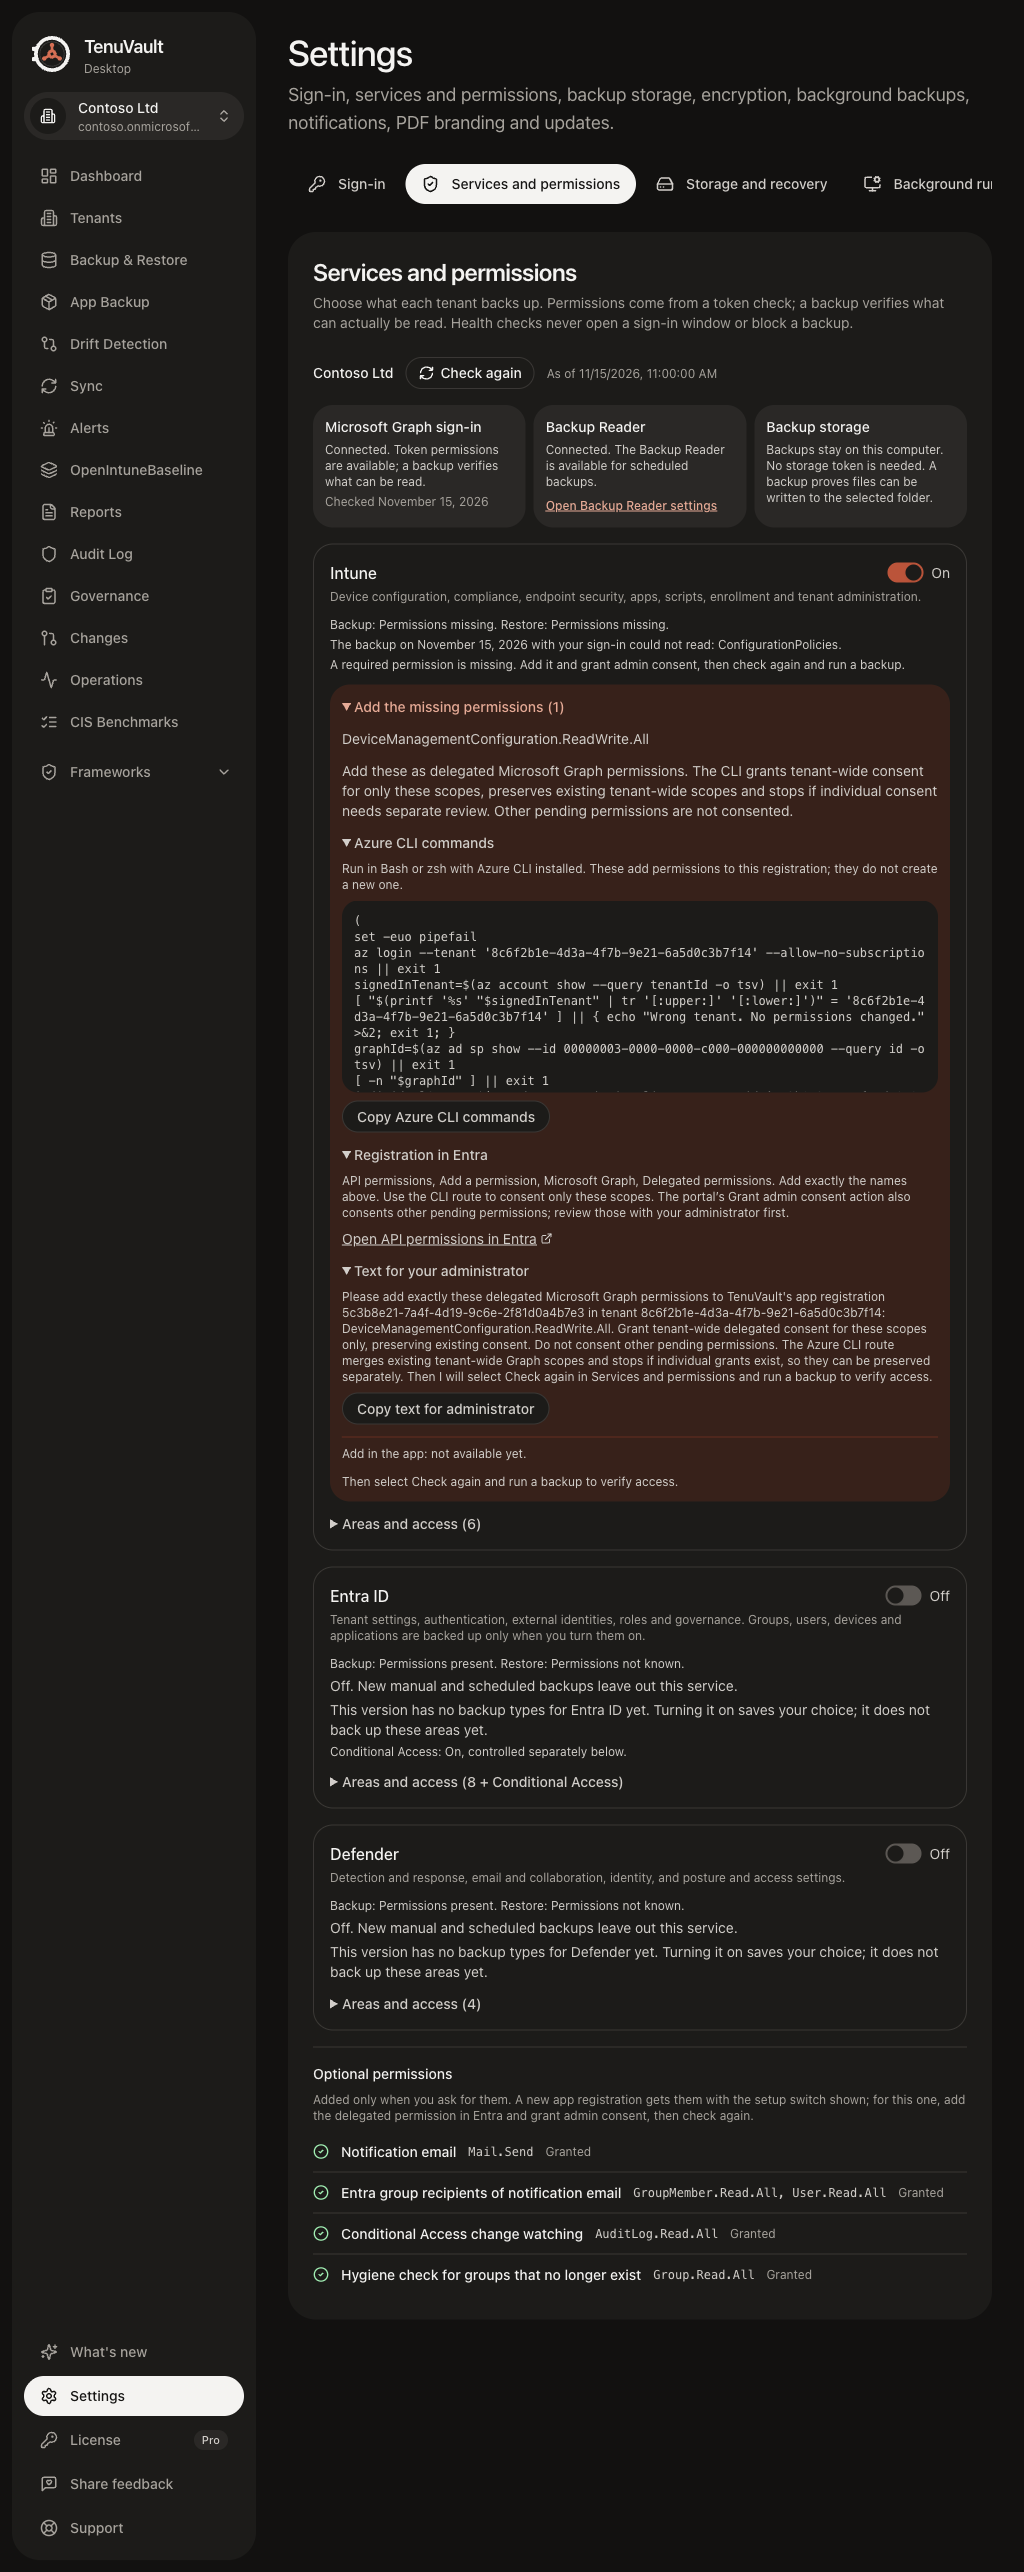 TenuVault
Desktop
Contoso Ltd
contoso.onmicrosof...
Dashboard
Tenants
Backup & Restore
App Backup
Drift Detection
Sync
Alerts
OpenIntuneBaseline
Reports
Audit Log
Governance
Changes
Operations
CIS Benchmarks
Frameworks
What's new
Settings
License
Pro
Share feedback
Support
Settings
Sign-in, services and permissions, backup storage, encryption, background backups,
notifications, PDF branding and updates.
Sign-in
Services and permissions
Storage and recovery
Background ru
Services and permissions
Choose what each tenant backs up. Permissions come from a token check; a backup verifies what
can actually be read. Health checks never open a sign-in window or block a backup.
Contoso Ltd
Check again
As of 11/15/2026, 11:00:00 AM
Microsoft Graph sign-in
Connected. Token permissions
are available; a backup verifies
what can be read.
Checked November 15, 2026
Backup Reader
Connected. The Backup Reader
is available for scheduled
backups.
Open Backup Reader settings
Backup storage
Backups stay on this computer.
No storage token is needed. A
backup proves files can be
written to the selected folder.
Intune
On
Device configuration, compliance, endpoint security, apps, scripts, enrollment and tenant administration.
Backup: Permissions missing. Restore: Permissions missing.
The backup on November 15, 2026 with your sign-in could not read: ConfigurationPolicies.
A required permission is missing. Add it and grant admin consent, then check again and run a backup.
Add the missing permissions (1)
DeviceManagementConfiguration.ReadWrite.All
Add these as delegated Microsoft Graph permissions. The CLI grants tenant-wide consent
for only these scopes, preserves existing tenant-wide scopes and stops if individual consent
needs separate review. Other pending permissions are not consented.
Azure CLI commands
Run in Bash or zsh with Azure CLI installed. These add permissions to this registration; they do not create
a new one.
(
set -euo pipefail
az login --tenant '8c6f2b1e-4d3a-4f7b-9e21-6a5d0c3b7f14' --allow-no-subscriptio
ns || exit 1
signedInTenant=$(az account show --query tenantId -o tsv) || exit 1
[ "$(printf '%s' "$signedInTenant" | tr '[:upper:]' '[:lower:]')" = '8c6f2b1e-4
d3a-4f7b-9e21-6a5d0c3b7f14' ] || { echo "Wrong tenant. No permissions changed."
>&2; exit 1; }
graphId=$(az ad sp show --id 00000003-0000-0000-c000-000000000000 --query id -o
tsv) || exit 1
[ -n "$graphId" ] || exit 1
Copy Azure CLI commands
Registration in Entra
API permissions, Add a permission, Microsoft Graph, Delegated permissions. Add exactly the names
above. Use the CLI route to consent only these scopes. The portal's Grant admin consent action also
consents other pending permissions; review those with your administrator first.
Open API permissions in Entra
Text for your administrator
Please add exactly these delegated Microsoft Graph permissions to TenuVault's app registration
5c3b8e21-7a4f-4d19-9c6e-2f81d0a4b7e3 in tenant 8c6f2b1e-4d3a-4f7b-9e21-6a5d0c3b7f14:
DeviceManagementConfiguration.ReadWrite.All. Grant tenant-wide delegated consent for these scopes
only, preserving existing consent. Do not consent other pending permissions. The Azure CLI route
merges existing tenant-wide Graph scopes and stops if individual grants exist, so they can be preserved
separately. Then I will select Check again in Services and permissions and run a backup to verify access.
Copy text for administrator
Add in the app: not available yet.
Then select Check again and run a backup to verify access.
Areas and access (6)
Entra ID
Off
Tenant settings, authentication, external identities, roles and governance. Groups, users, devices and
applications are backed up only when you turn them on.
Backup: Permissions present. Restore: Permissions not known.
Off. New manual and scheduled backups leave out this service.
This version has no backup types for Entra ID yet. Turning it on saves your choice; it does not
back up these areas yet.
Conditional Access: On, controlled separately below.
Areas and access (8 + Conditional Access)
Defender
Off
Detection and response, email and collaboration, identity, and posture and access settings.
Backup: Permissions present. Restore: Permissions not known.
Off. New manual and scheduled backups leave out this service.
This version has no backup types for Defender yet. Turning it on saves your choice; it does not
back up these areas yet.
Areas and access (4)
Optional permissions
Added only when you ask for them. A new app registration gets them with the setup switch shown; for this one, add
the delegated permission in Entra and grant admin consent, then check again.
Notification email Mail.Send Granted
Entra group recipients of notification email GroupMember.Read.All, User.Read.All Granted
Conditional Access change watching AuditLog.Read.All Granted
Hygiene check for groups that no longer exist Group.Read.All Granted